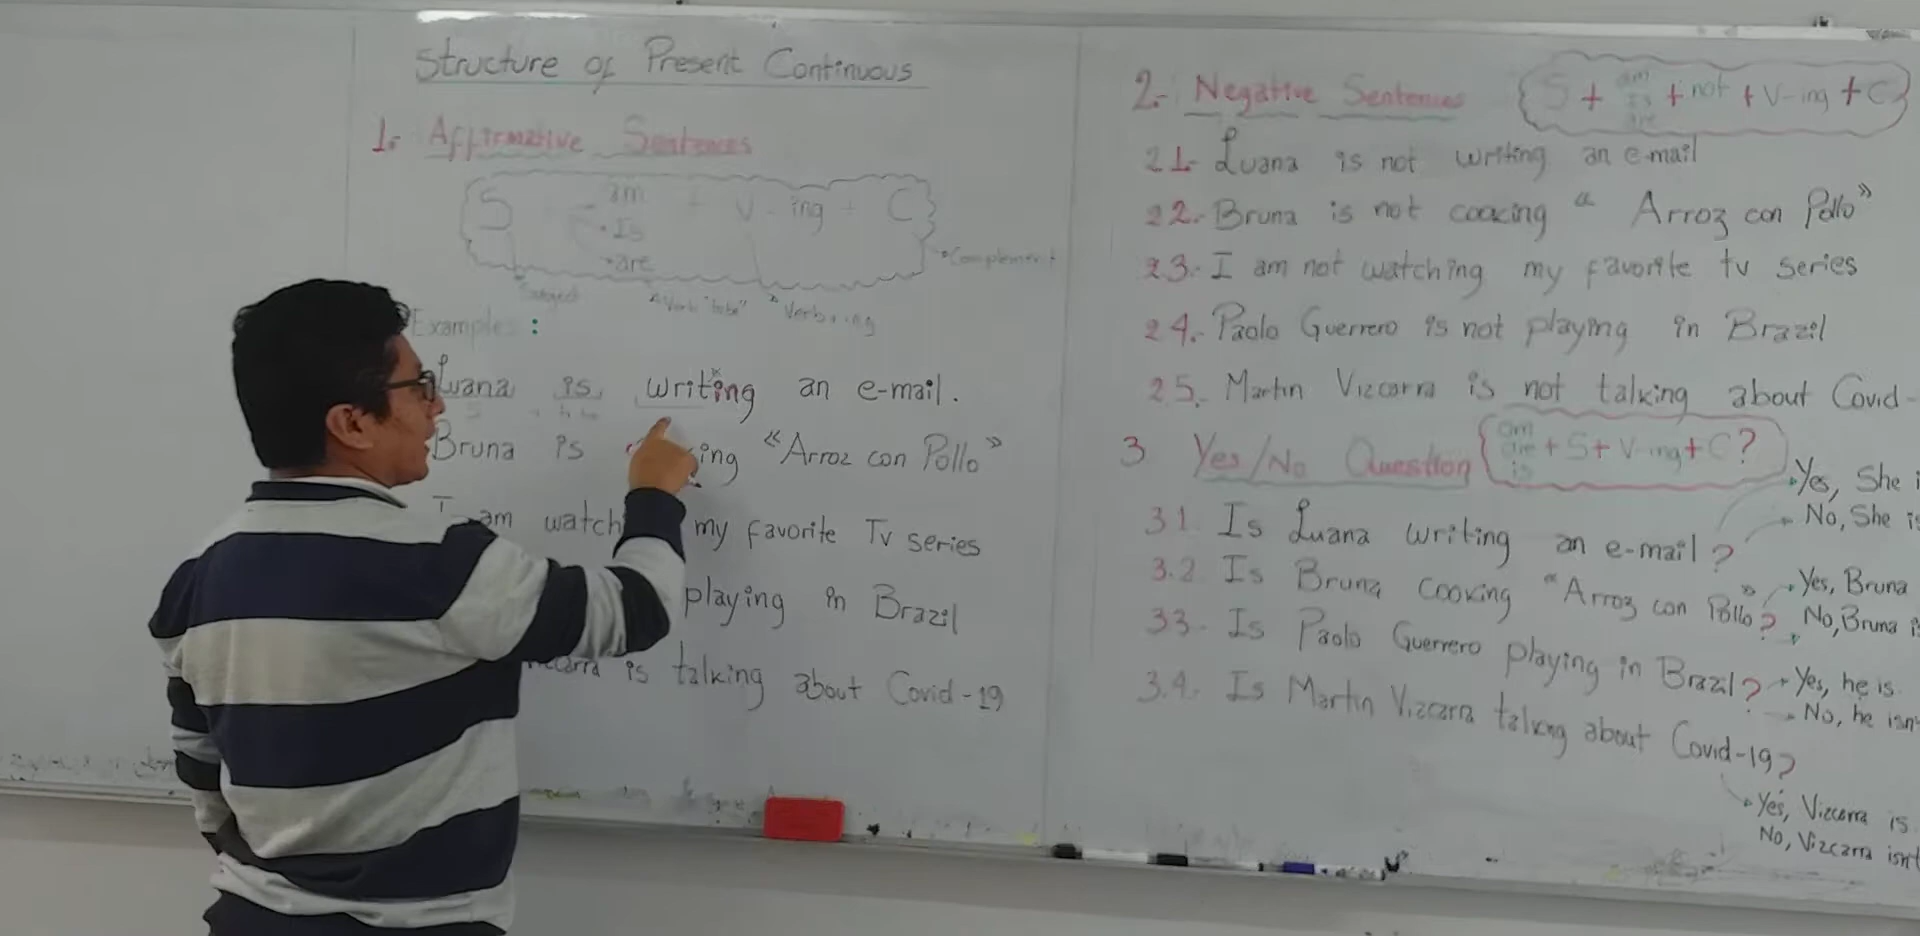 Structure of Present Continuous
1. Affirmative Sentences
S am + V-ing + C
• Is
• are
Complement
Subject
Verb "to be"
Verb + ing
Examples :
Luana is writing an e-mail.
Bruna is ing "Arroz con Pollo"
I am watch my favorite Tv series
playing in Brazil
is talking about Covid-19
2.- Negative Sentences
S + am is are + not + V-ing + C
2 1- Luana is not writing an e-mail
2 2.- Bruna is not coocing " Arroz con Pollo"
2 3.- I am not watching my favorite tv series
2 4.- Paolo Guerrero is not playing in Brazil
2 5. Martin Vizcarra is not talking about Covid-
3 Yes/No Question
am are is + S + V-ing + C?
3 1. Is Luana writing an e-mail?
Yes, She i
No, She is
3.2 Is Bruna cooking "Arroz con Pollo"?
Yes, Bruna
No, Bruna is
3 3- Is Paolo Guerrero playing in Brazil?
Yes, he is.
No, he isn
3.4. Is Martin Vizcarra talking about Covid-19?
Yes, Vizcarra is
No, Vizcarra isn't